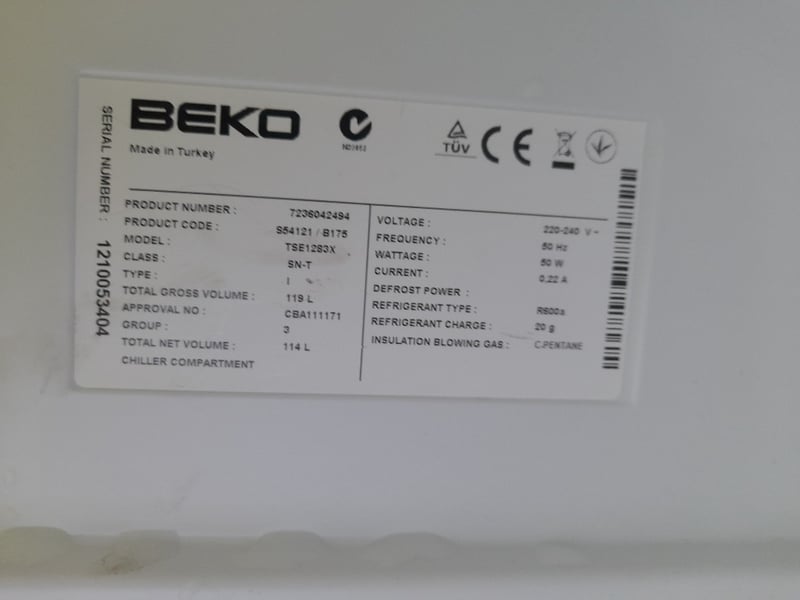 BEKO
Made in Turkey
TÜV
CE
SERIAL NUMBER : 1210053404
PRODUCT NUMBER : 7236042494
PRODUCT CODE : S54121 / B175
MODEL : TSE1283X
CLASS : SN-T
TYPE : I
TOTAL GROSS VOLUME : 119 L
APPROVAL NO : CBA111171
GROUP : 3
TOTAL NET VOLUME : 114 L
CHILLER COMPARTMENT
VOLTAGE : 220-240 V ~
FREQUENCY : 50 Hz
WATTAGE : 50 W
CURRENT : 0,22 A
DEFROST POWER :
REFRIGERANT TYPE : R600a
REFRIGERANT CHARGE : 20 g
INSULATION BLOWING GAS : C-PENTANE